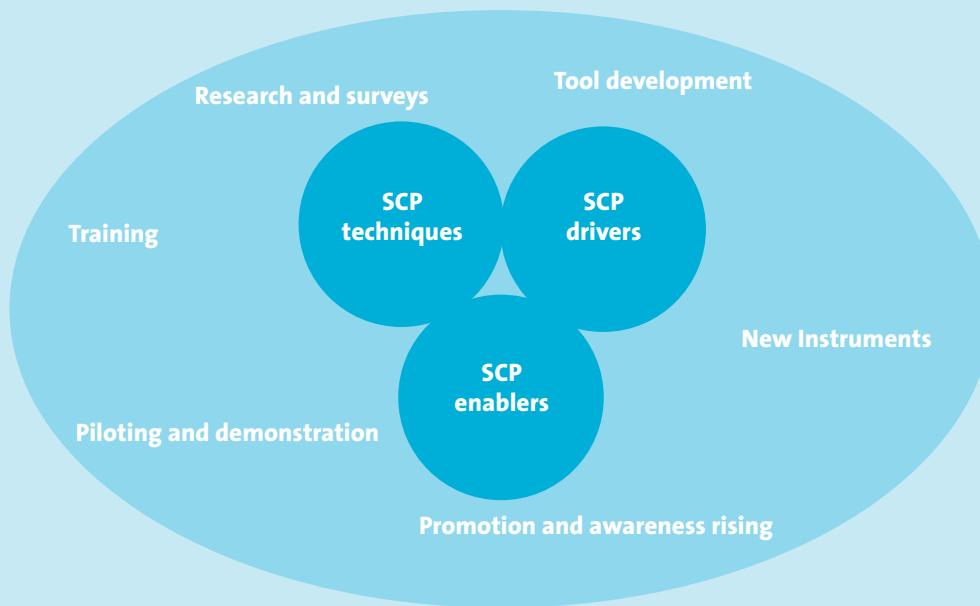 Tool development
Research and surveys
SCP
techniques
SCP
drivers
Training
New Instruments
SCP
enablers
Piloting and demonstration
Promotion and awareness rising